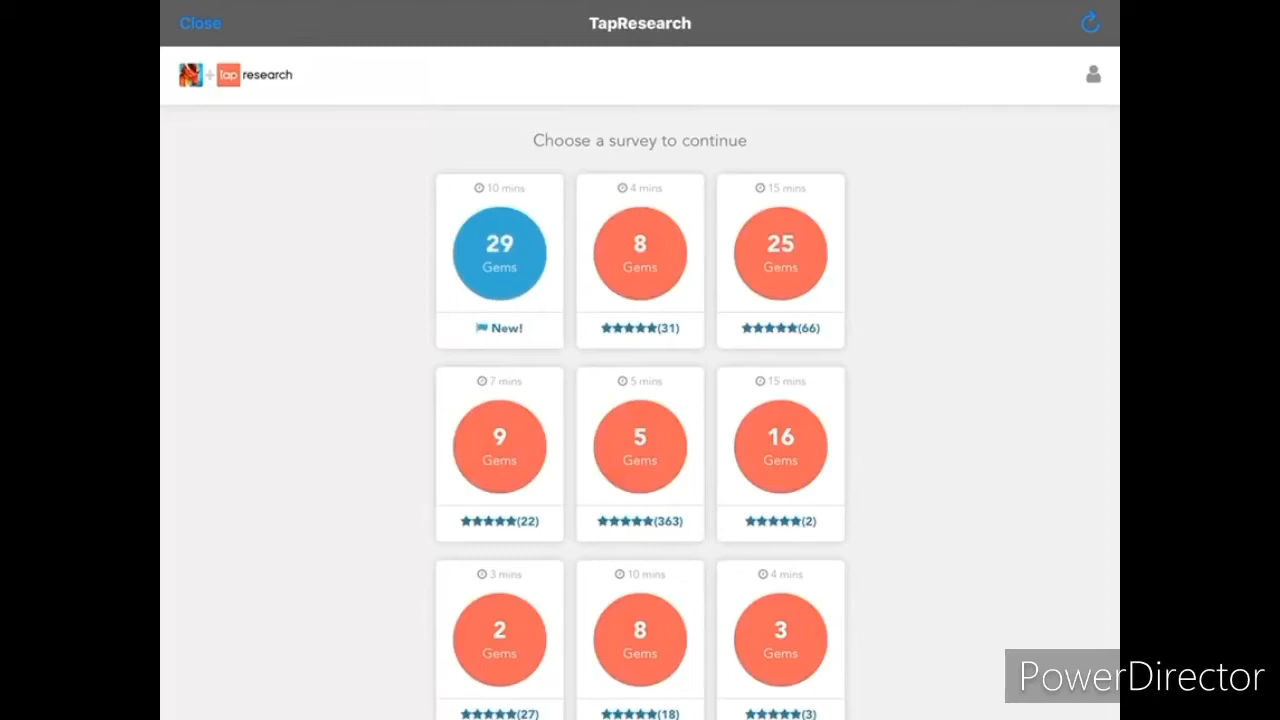 Close
TapResearch
tap research
Choose a survey to continue
10 mins
4 mins
15 mins
29
8
25
Gems
Gems
Gems
New!
(31)
(66)
7 mins
5 mins
15 mins
9
5
16
Gems
Gems
Gems
(22)
(363)
(2)
3 mins
10 mins
4 mins
2
8
3
Gems
Gems
Gems
(27)
(18)
(3)
PowerDirector